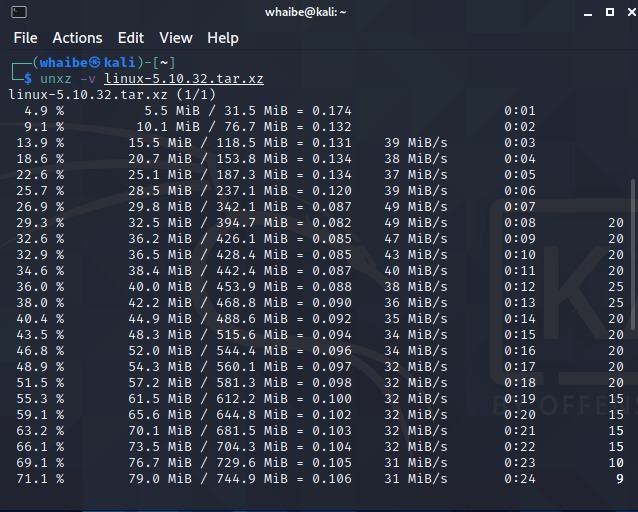 whaibe@kali: ~
File Actions Edit View Help
┌──(whaibe㉿kali)-[~]
└─$ unxz -v linux-5.10.32.tar.xz
linux-5.10.32.tar.xz (1/1)
4.9 % 5.5 MiB / 31.5 MiB = 0.174 0:01
9.1 % 10.1 MiB / 76.7 MiB = 0.132 0:02
13.9 % 15.5 MiB / 118.5 MiB = 0.131 39 MiB/s 0:03
18.6 % 20.7 MiB / 153.8 MiB = 0.134 38 MiB/s 0:04
22.6 % 25.1 MiB / 187.3 MiB = 0.134 37 MiB/s 0:05
25.7 % 28.5 MiB / 237.1 MiB = 0.120 39 MiB/s 0:06
26.9 % 29.8 MiB / 342.1 MiB = 0.087 49 MiB/s 0:07
29.3 % 32.5 MiB / 394.7 MiB = 0.082 49 MiB/s 0:08 20
32.6 % 36.2 MiB / 426.1 MiB = 0.085 47 MiB/s 0:09 20
32.9 % 36.5 MiB / 428.4 MiB = 0.085 43 MiB/s 0:10 20
34.6 % 38.4 MiB / 442.4 MiB = 0.087 40 MiB/s 0:11 20
36.0 % 40.0 MiB / 453.9 MiB = 0.088 38 MiB/s 0:12 25
38.0 % 42.2 MiB / 468.8 MiB = 0.090 36 MiB/s 0:13 25
40.4 % 44.9 MiB / 488.6 MiB = 0.092 35 MiB/s 0:14 20
43.5 % 48.3 MiB / 515.6 MiB = 0.094 34 MiB/s 0:15 20
46.8 % 52.0 MiB / 544.4 MiB = 0.096 34 MiB/s 0:16 20
48.9 % 54.3 MiB / 560.1 MiB = 0.097 32 MiB/s 0:17 20
51.5 % 57.2 MiB / 581.3 MiB = 0.098 32 MiB/s 0:18 20
55.3 % 61.5 MiB / 612.2 MiB = 0.100 32 MiB/s 0:19 15
59.1 % 65.6 MiB / 644.8 MiB = 0.102 32 MiB/s 0:20 15
63.2 % 70.1 MiB / 681.5 MiB = 0.103 32 MiB/s 0:21 15
66.1 % 73.5 MiB / 704.3 MiB = 0.104 32 MiB/s 0:22 15
69.1 % 76.7 MiB / 729.6 MiB = 0.105 31 MiB/s 0:23 10
71.1 % 79.0 MiB / 744.9 MiB = 0.106 31 MiB/s 0:24 9